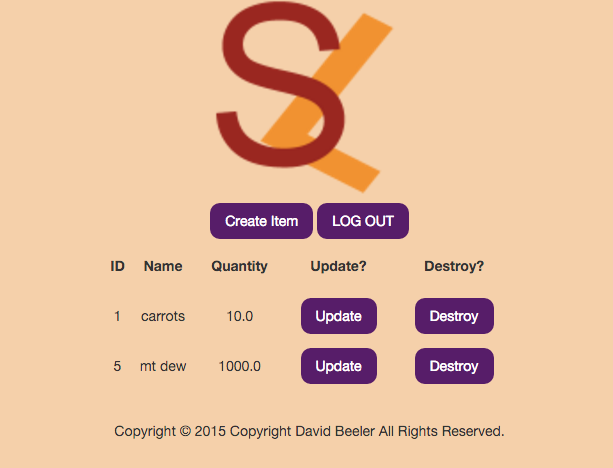 SL
Create Item LOG OUT
ID Name Quantity Update? Destroy?
1 carrots 10.0 Update Destroy
5 mt dew 1000.0 Update Destroy
Copyright © 2015 Copyright David Beeler All Rights Reserved.